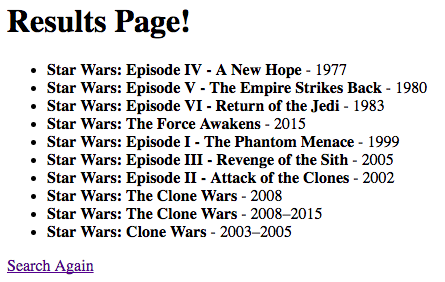 Results Page!
• Star Wars: Episode IV - A New Hope - 1977
• Star Wars: Episode V - The Empire Strikes Back - 1980
• Star Wars: Episode VI - Return of the Jedi - 1983
• Star Wars: The Force Awakens - 2015
• Star Wars: Episode I - The Phantom Menace - 1999
• Star Wars: Episode III - Revenge of the Sith - 2005
• Star Wars: Episode II - Attack of the Clones - 2002
• Star Wars: The Clone Wars - 2008
• Star Wars: The Clone Wars - 2008–2015
• Star Wars: Clone Wars - 2003–2005
Search Again